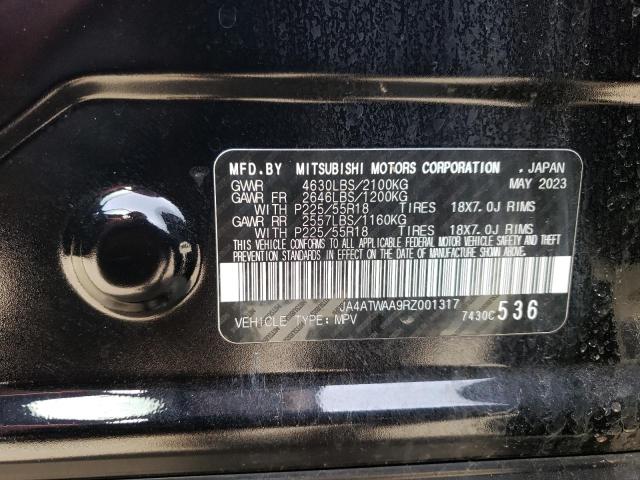 MFD.BY MITSUBISHI MOTORS CORPORATION . JAPAN
GVWR 4630LBS/2100KG MAY 2023
GAWR FR 2646LBS/1200KG
WITH P225/55R18 TIRES 18X7.0J RIMS
GAWR RR 2557LBS/1160KG
WITH P225/55R18 TIRES 18X7.0J RIMS
THIS VEHICLE CONFORMS TO ALL APPLICABLE FEDERAL MOTOR VEHICLE SAFETY AND THEFT
PREVENTION STANDARDS IN EFFECT ON THE DATE OF MANUFACTURE SHOWN ABOVE.
JA4ATWAA9RZ001317
VEHICLE TYPE: MPV 7430C 536